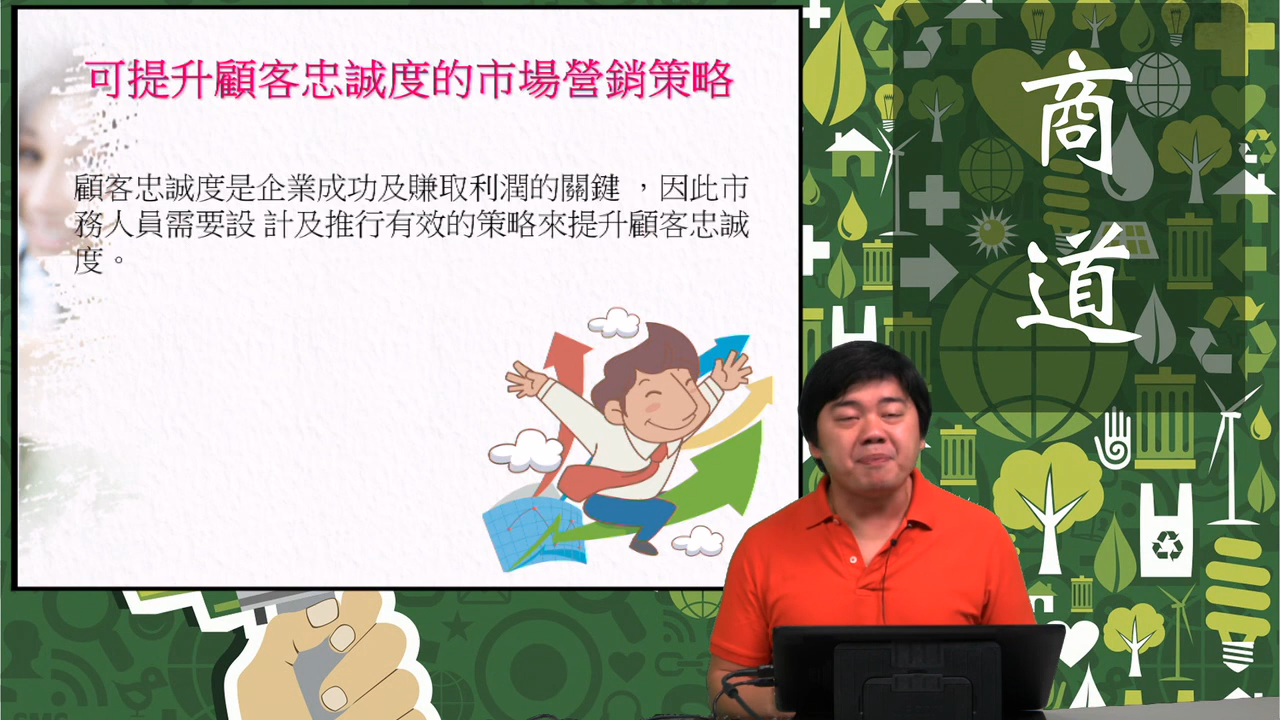 可提升顧客忠誠度的市場營銷策略
顧客忠誠度是企業成功及賺取利潤的關鍵 ，因此市
務人員需要設 計及推行有效的策略來提升顧客忠誠
度。
商
道